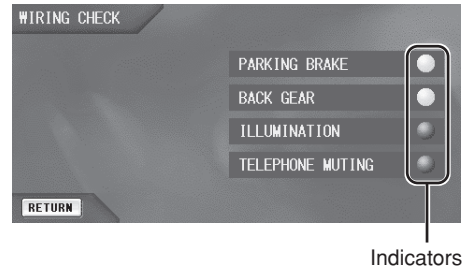 WIRING CHECK
PARKING BRAKE
BACK GEAR
ILLUMINATION
TELEPHONE MUTING
RETURN
Indicators